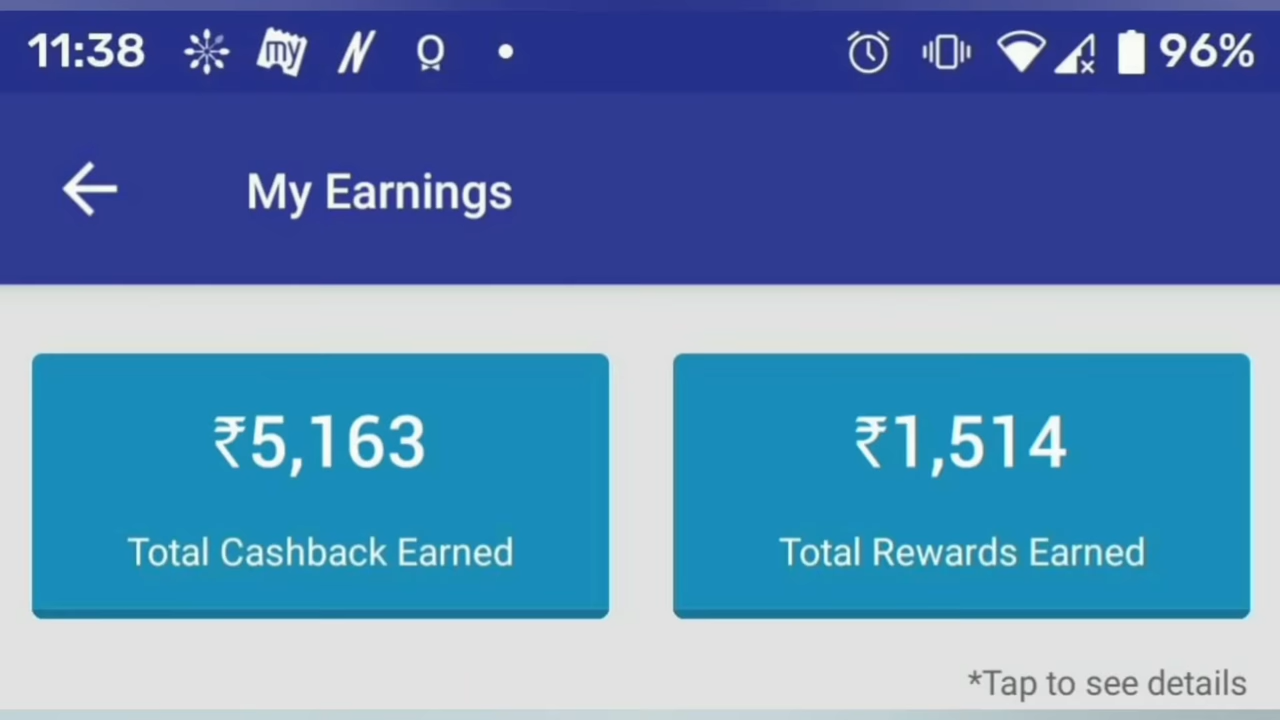 11:38 my 96%
My Earnings
₹5,163 ₹1,514
Total Cashback Earned Total Rewards Earned
*Tap to see details